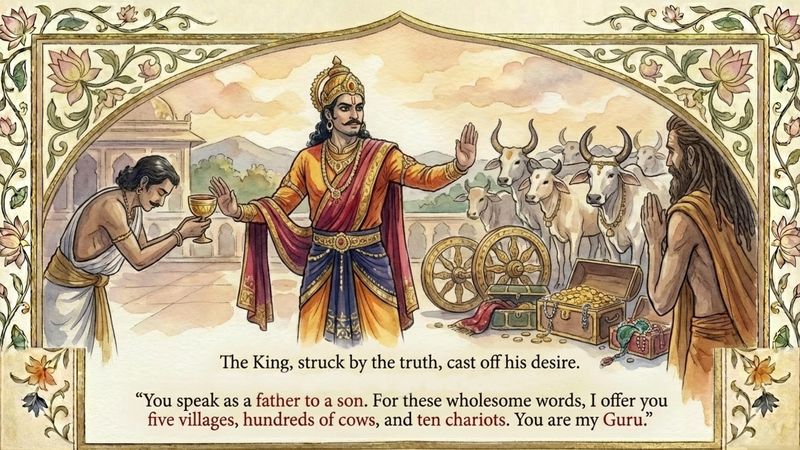 The King, struck by the truth, cast off his desire.
“You speak as a father to a son. For these wholesome words, I offer you
five villages, hundreds of cows, and ten chariots. You are my Guru.”